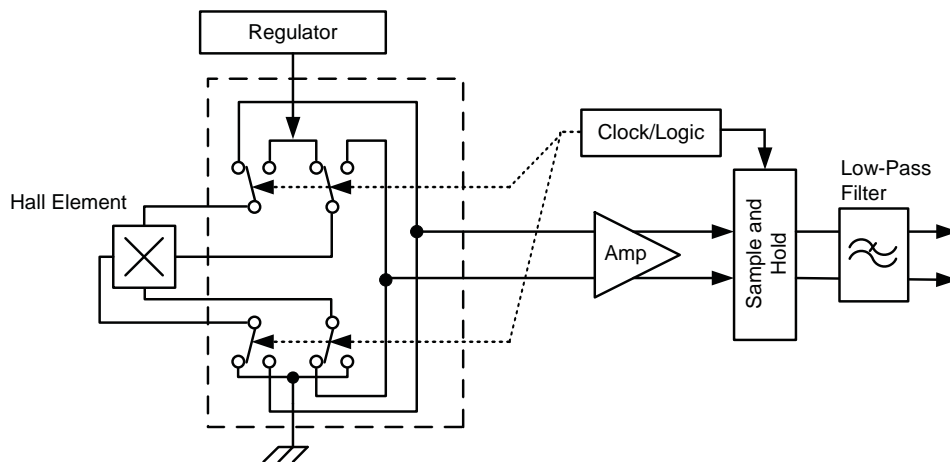 Regulator
Clock/Logic
Low-Pass
Filter
Hall Element
Amp
Sample and
Hold